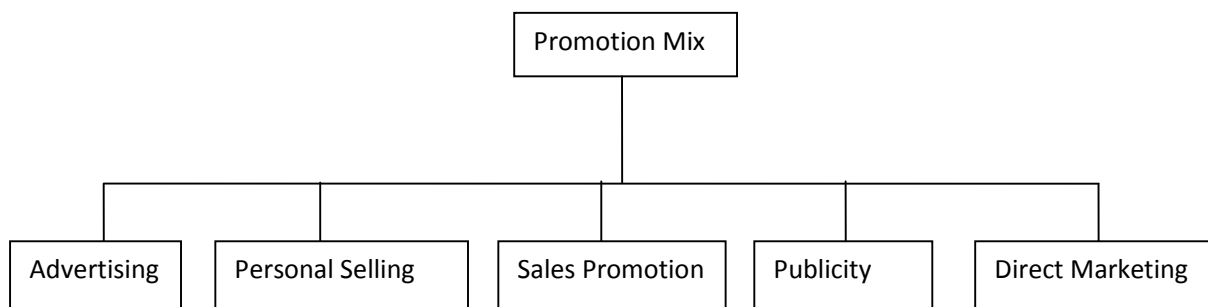 Promotion Mix
Advertising
Personal Selling
Sales Promotion
Publicity
Direct Marketing